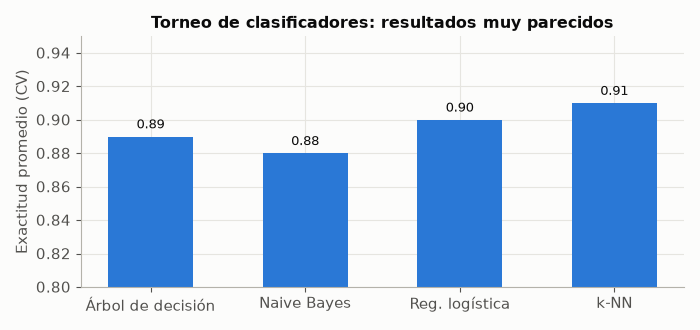 Torneo de clasificadores: resultados muy parecidos
Exactitud promedio (CV)
0.94
0.92
0.90
0.88
0.86
0.84
0.82
0.80
0.89
0.88
0.90
0.91
Árbol de decisión
Naive Bayes
Reg. logística
k-NN